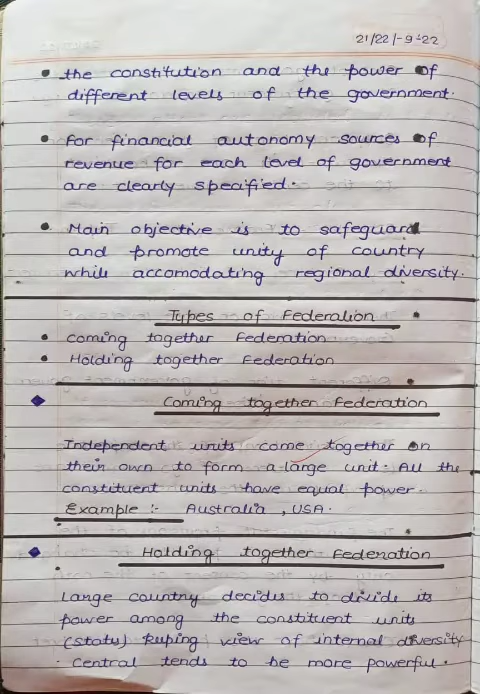 21/22/-9-22
• the constitution and the power of
different levels of the government.
• for financial autonomy sources of
revenue for each level of government
are clearly specified.
• Main objective is to safeguard
and promote unity of country
while accomodating regional diversity.
Types of Federation
• coming together Federation
• Holding together Federation
Coming together Federation
Independent units come together on
their own to form a large unit. All the
constituent units have equal power.
Example :- Australia, USA.
Holding together Federation
Large country decides to divide its
power among the constituent units
(state) keeping view of internal diversity
central tends to be more powerful.